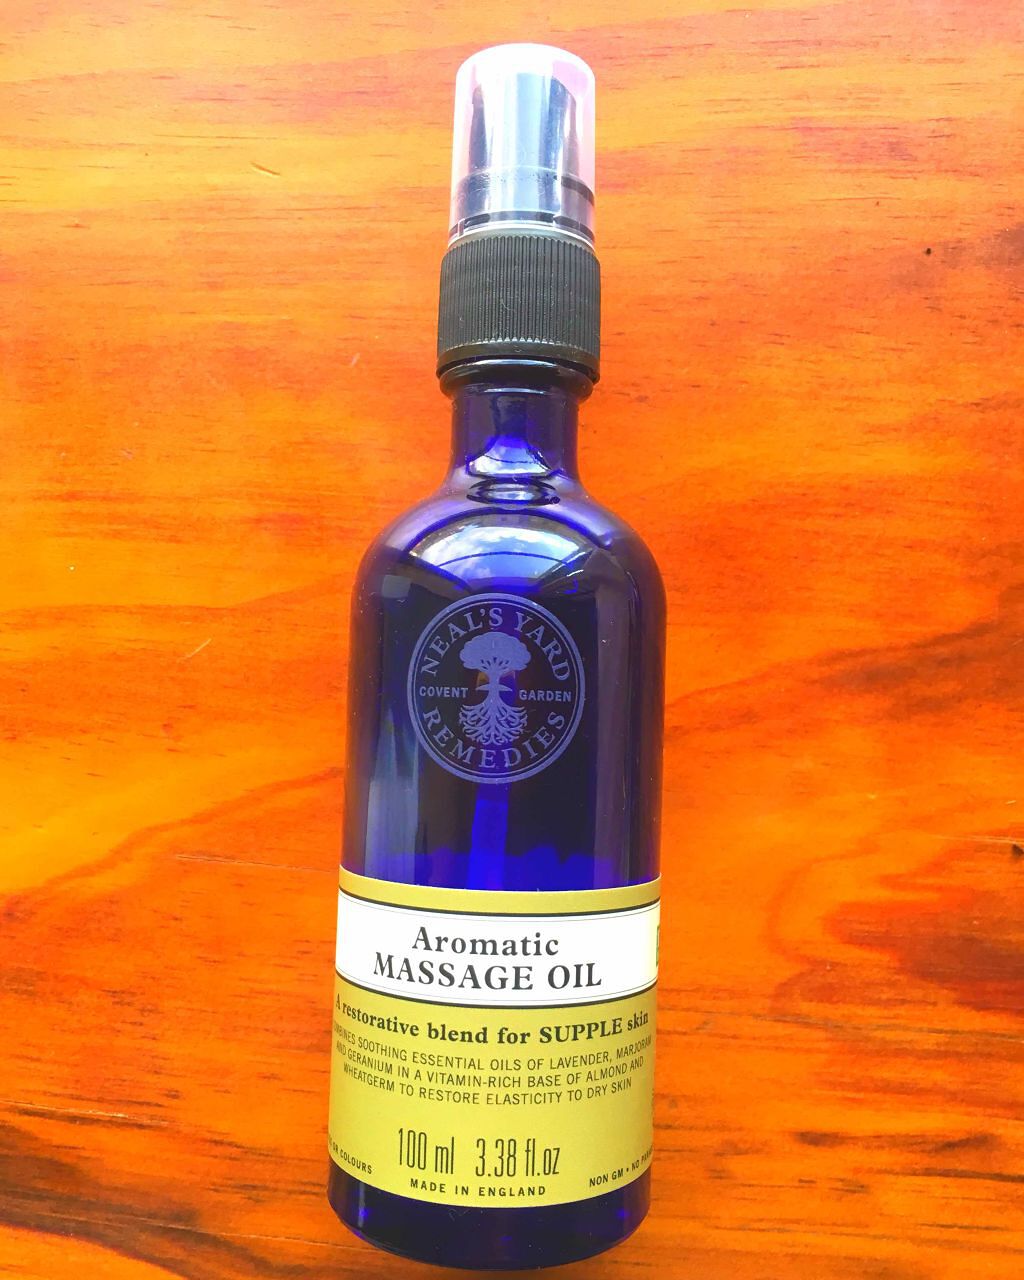 NEAL'S YARD
COVENT GARDEN
REMEDIES
Aromatic
MASSAGE OIL
A restorative blend for SUPPLE skin
SOOTHING ESSENTIAL OILS OF LAVENDER, MARJORAM
AND GERANIUM IN A VITAMIN-RICH BASE OF ALMOND AND
WHEATGERM TO RESTORE ELASTICITY TO DRY SKIN
100 ml 3.38 fl.oz
OR COLOURS
MADE IN ENGLAND
NON GM • NO